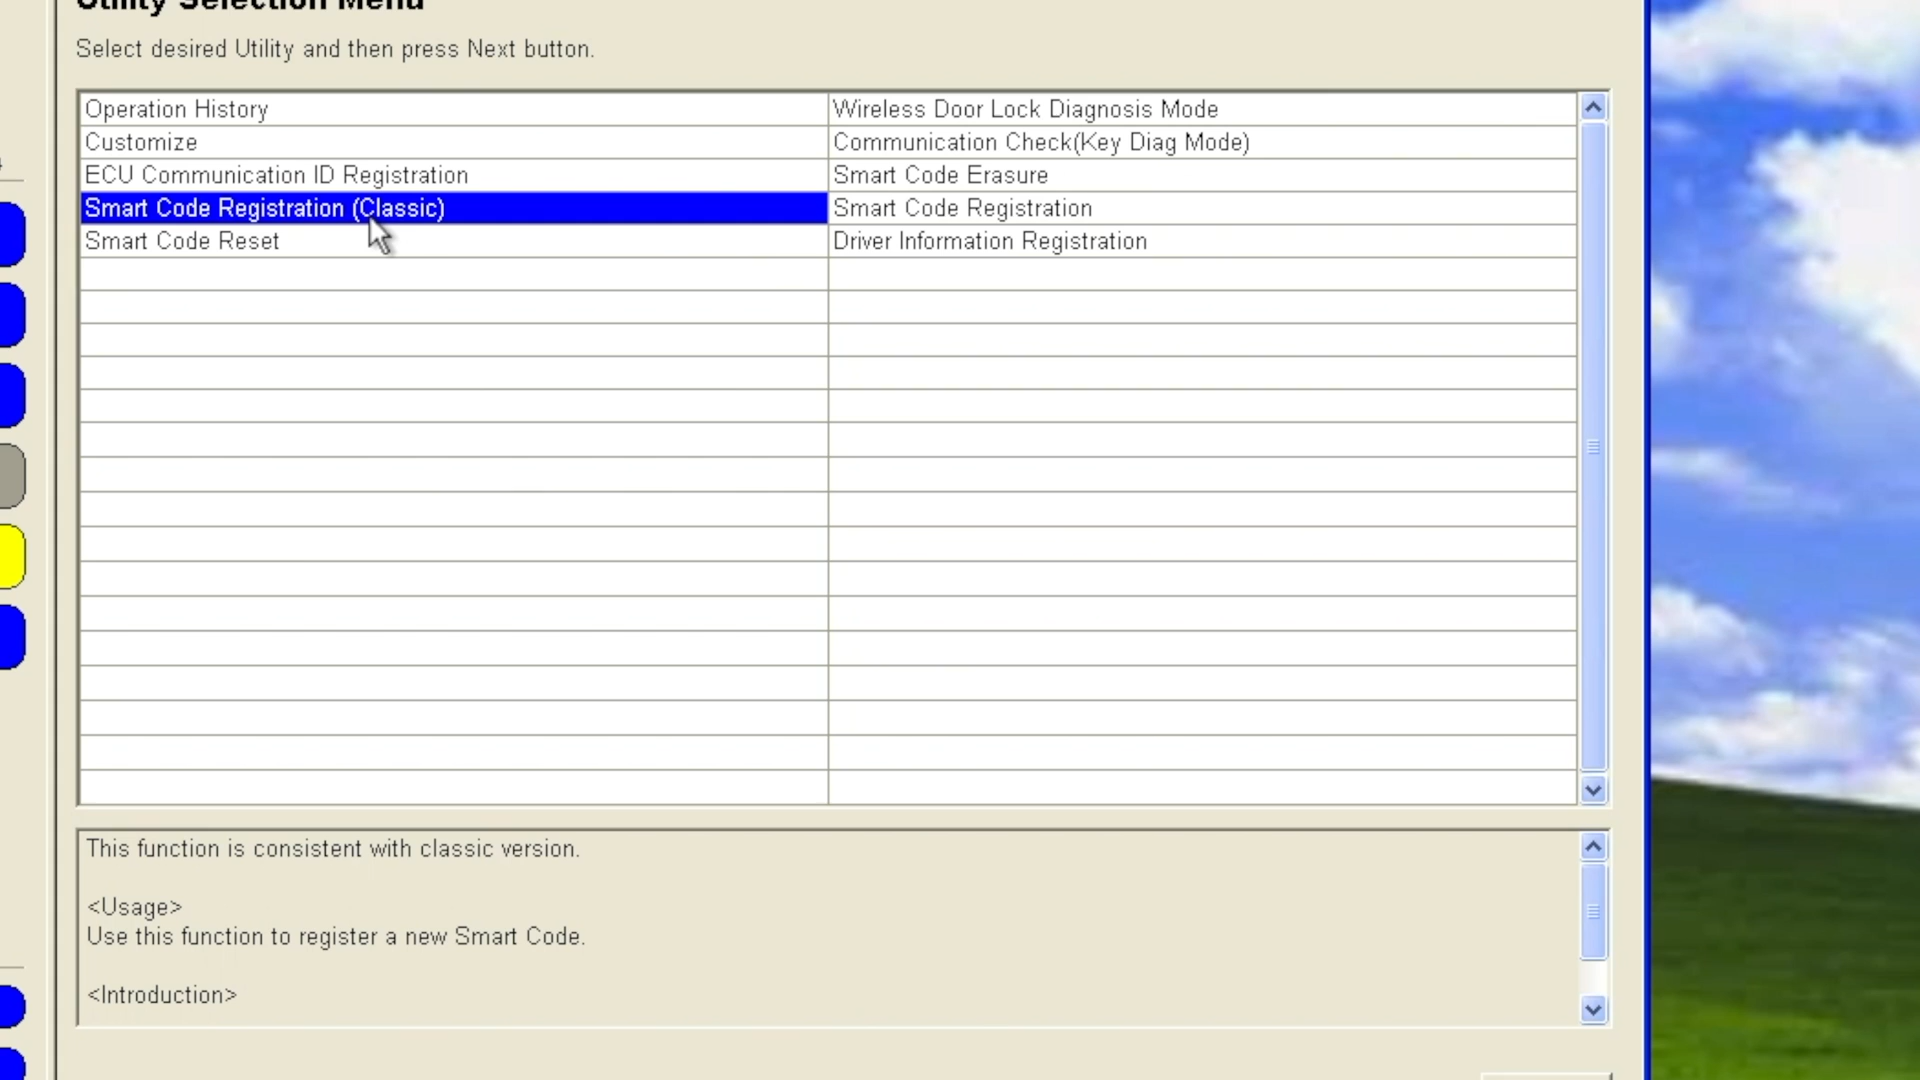 Utility Selection Menu
Select desired Utility and then press Next button.
Operation History
Wireless Door Lock Diagnosis Mode
Customize
Communication Check(Key Diag Mode)
ECU Communication ID Registration
Smart Code Erasure
Smart Code Registration (Classic)
Smart Code Registration
Smart Code Reset
Driver Information Registration
This function is consistent with classic version.
<Usage>
Use this function to register a new Smart Code.
<Introduction>